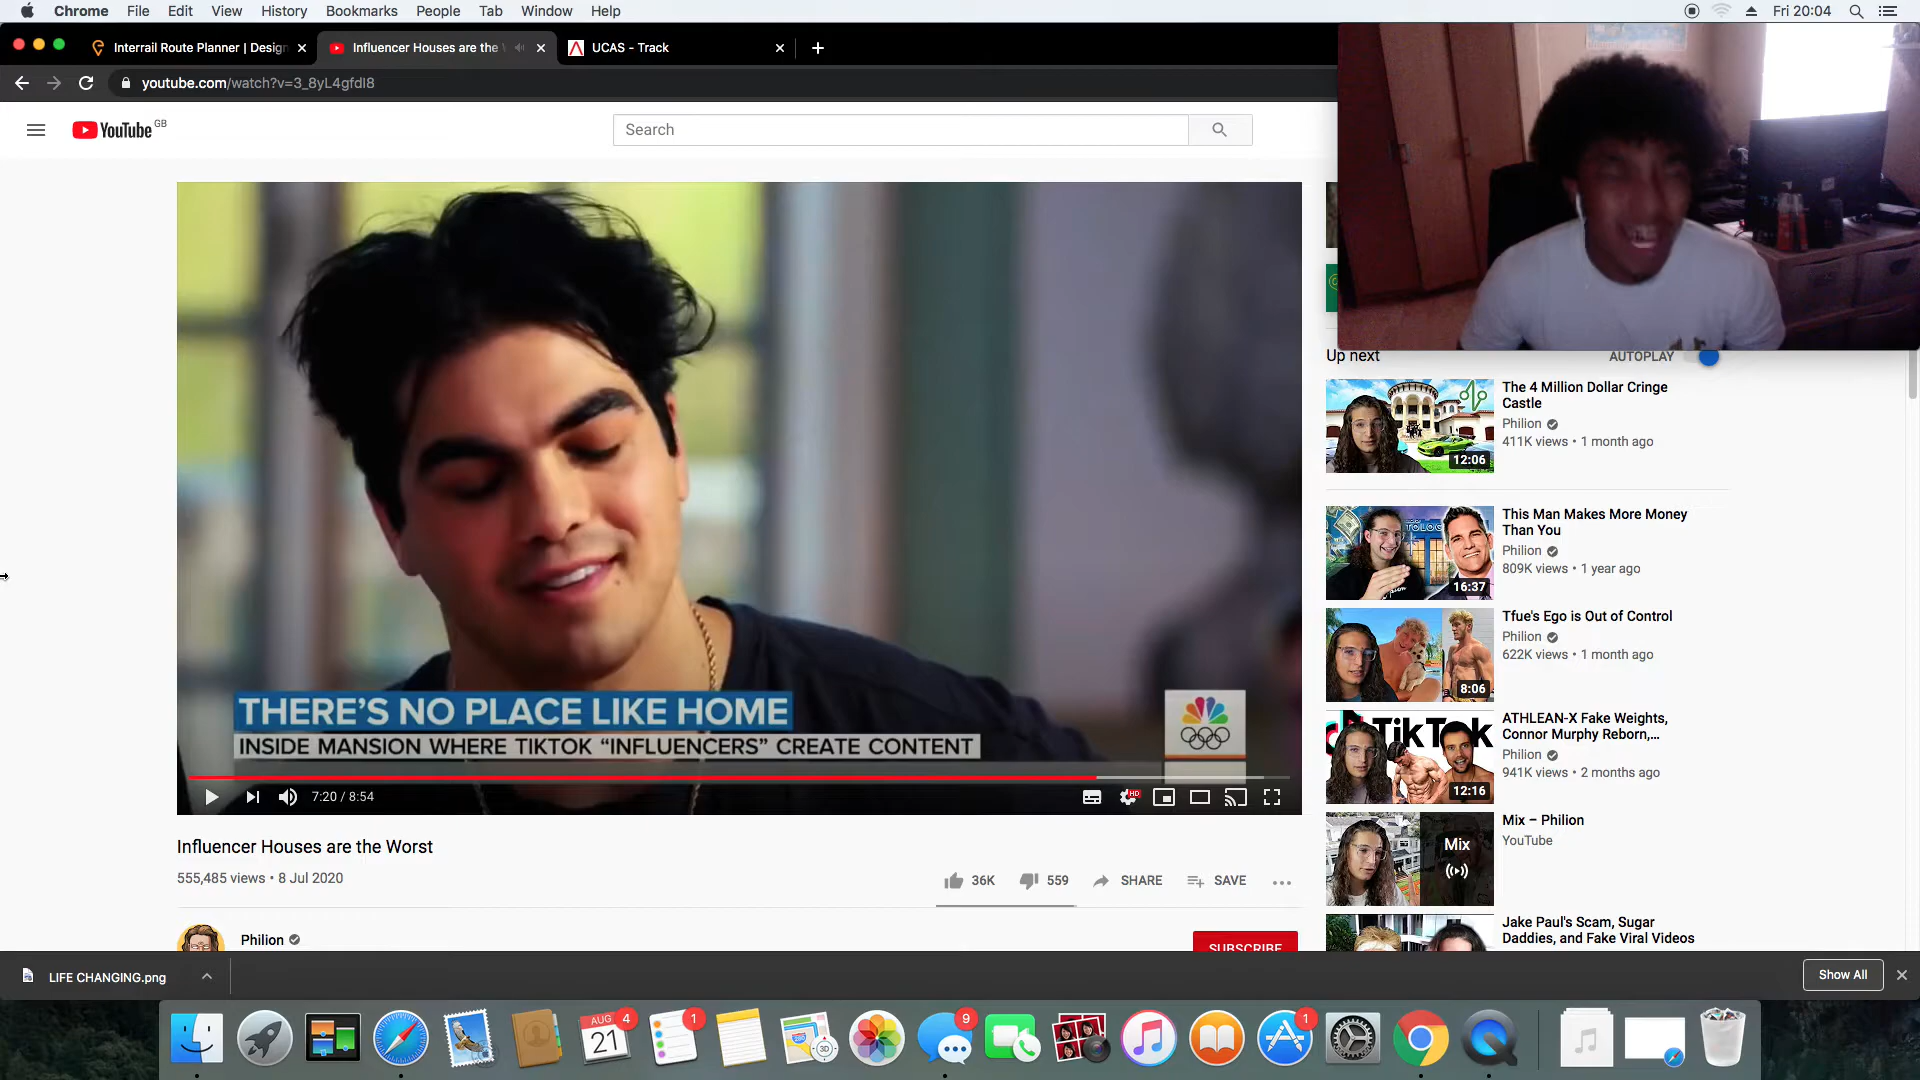 Chrome File Edit View History Bookmarks People Tab Window Help
Fri 20:04
Interrail Route Planner | Design
Influencer Houses are the
UCAS - Track
youtube.com/watch?v=3_8yL4gfdI8
YouTube GB
Search
THERE'S NO PLACE LIKE HOME
INSIDE MANSION WHERE TIKTOK "INFLUENCERS" CREATE CONTENT
7:20 / 8:54
HD
Influencer Houses are the Worst
555,485 views • 8 Jul 2020
36K 559 SHARE SAVE
Philion
SUBSCRIBE
Up next
AUTOPLAY
The 4 Million Dollar Cringe
Castle
Philion
411K views • 1 month ago
12:06
This Man Makes More Money
Than You
Philion
809K views • 1 year ago
16:37
Tfue's Ego is Out of Control
Philion
622K views • 1 month ago
8:06
ATHLEAN-X Fake Weights,
Connor Murphy Reborn,...
Philion
941K views • 2 months ago
TikTok
12:16
Mix – Philion
YouTube
Mix
Jake Paul's Scam, Sugar
Daddies, and Fake Viral Videos
LIFE CHANGING.png
Show All
AUG
21
4
1
9
1
3D